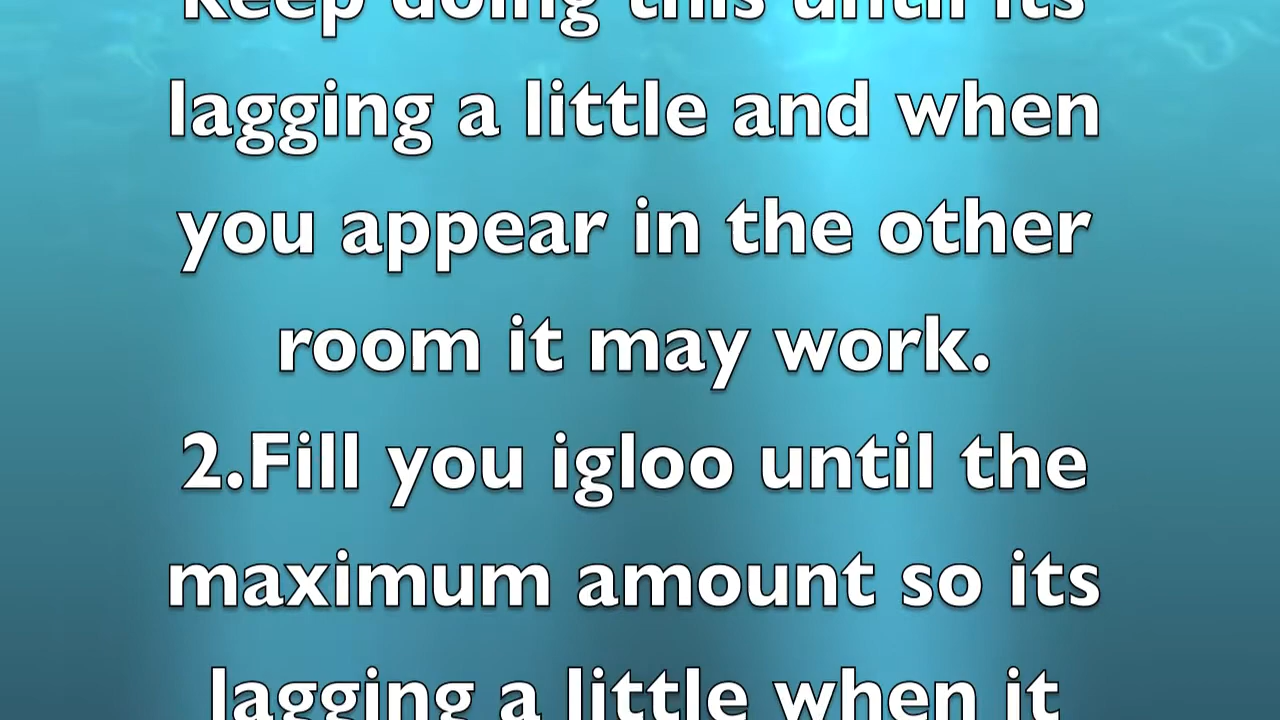 keep doing this until its
lagging a little and when
you appear in the other
room it may work.
2.Fill you igloo until the
maximum amount so its
lagging a little when it